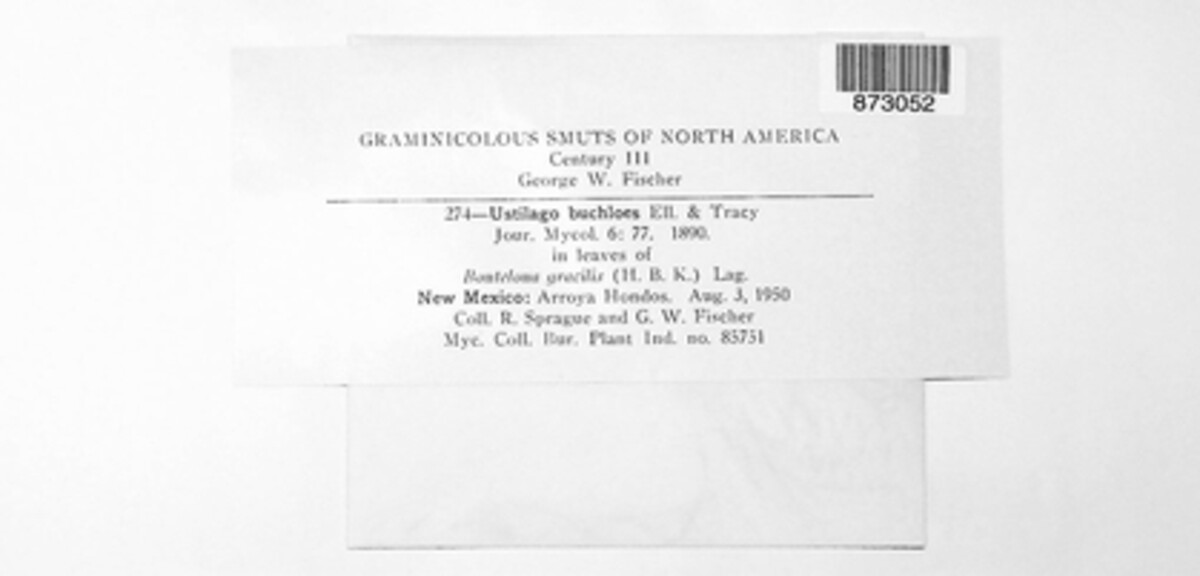 873052
GRAMINICOLOUS SMUTS OF NORTH AMERICA
Century III
George W. Fischer
274—Ustilago buchloes Ell. & Tracy
Jour. Mycol. 6: 77. 1890.
in leaves of
Bouteloua gracilis (H. B. K.) Lag.
New Mexico: Arroya Hondos. Aug. 3, 1950
Coll. R. Sprague and G. W. Fischer
Myc. Coll. Bur. Plant Ind. no. 85751